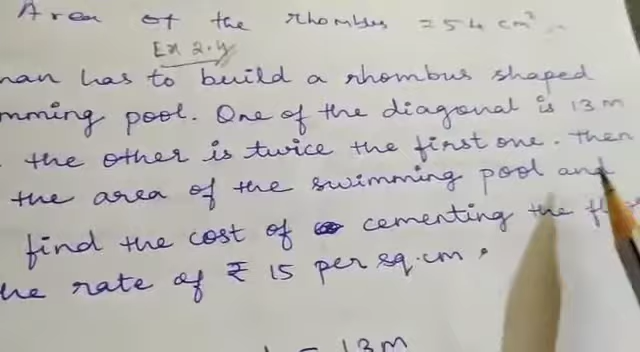 Area of the rhombus = 54 cm²
Ex 2.4
man has to build a rhombus shaped
mming pool. One of the diagonal is 13 m
the other is twice the first one. Then
the area of the swimming pool and
find the cost of cementing the
he rate of ₹ 15 per sq.cm.
= 13m